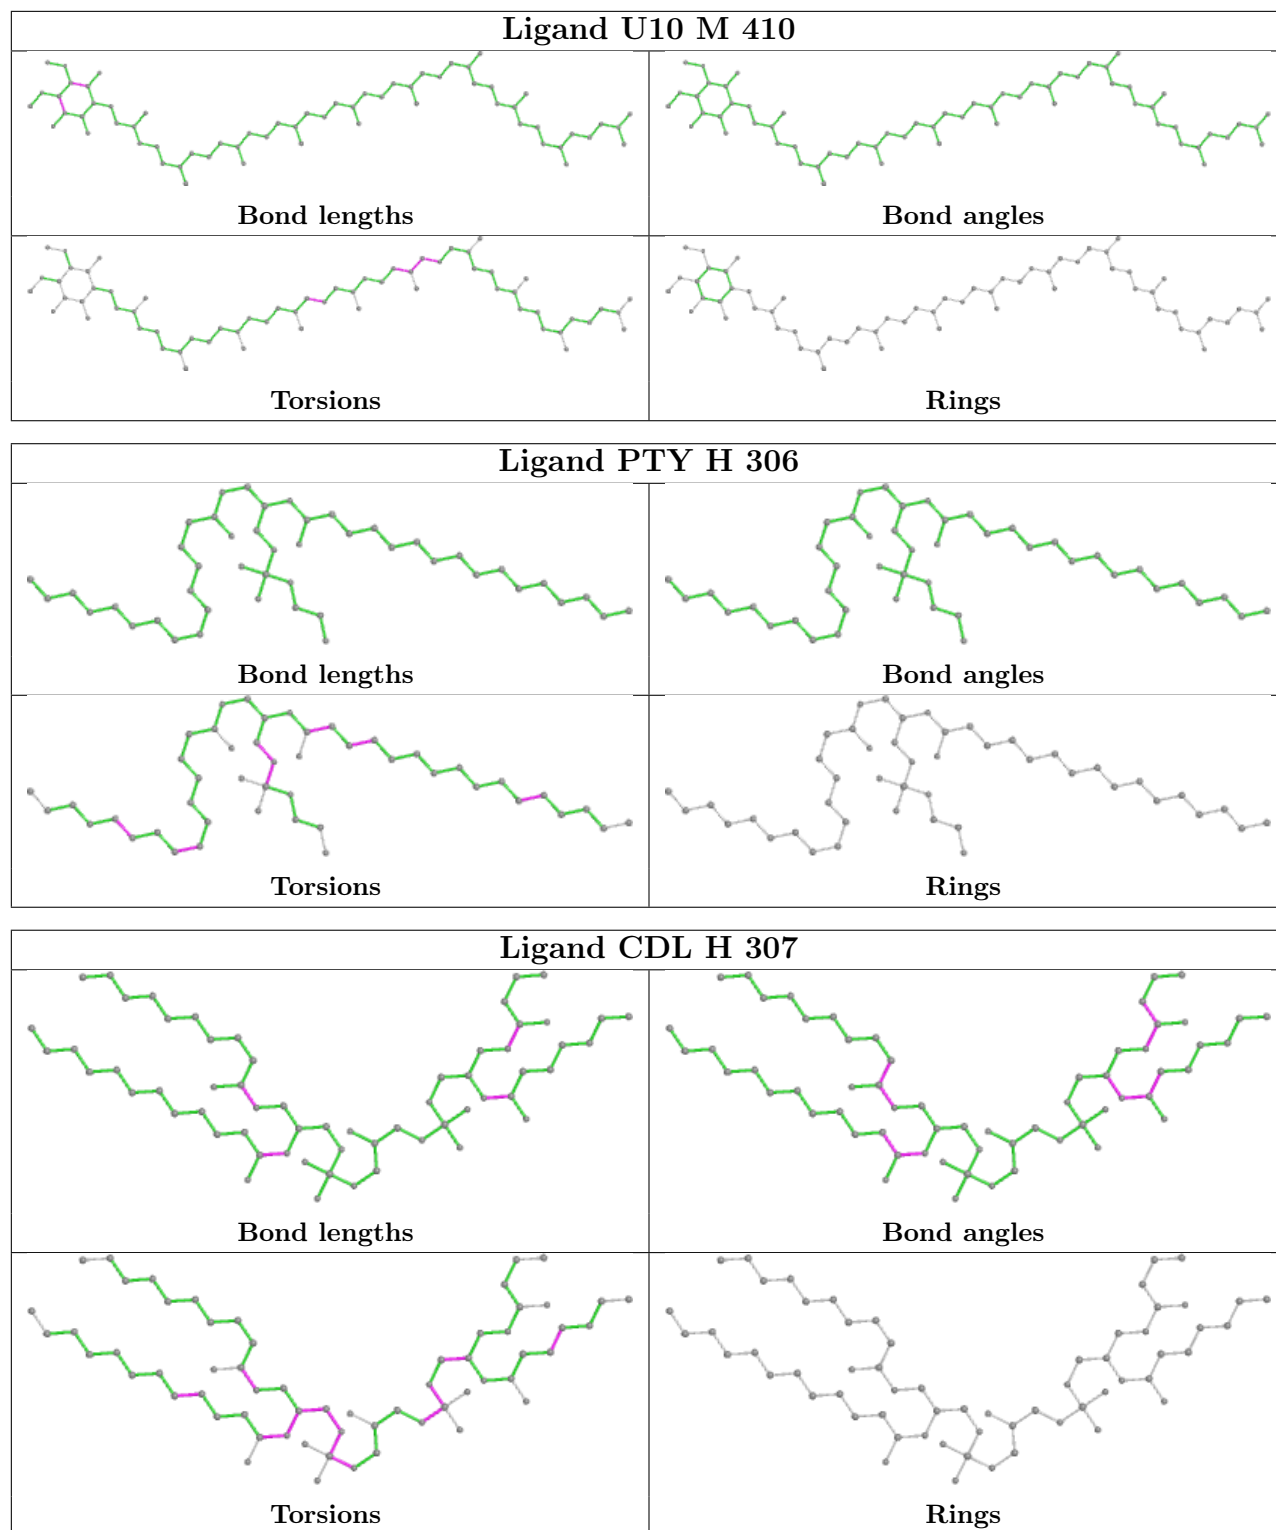 Ligand U10 M 410
Bond lengths
Bond angles
Torsions
Rings
Ligand PTY H 306
Bond lengths
Bond angles
Torsions
Rings
Ligand CDL H 307
Bond lengths
Bond angles
Torsions
Rings